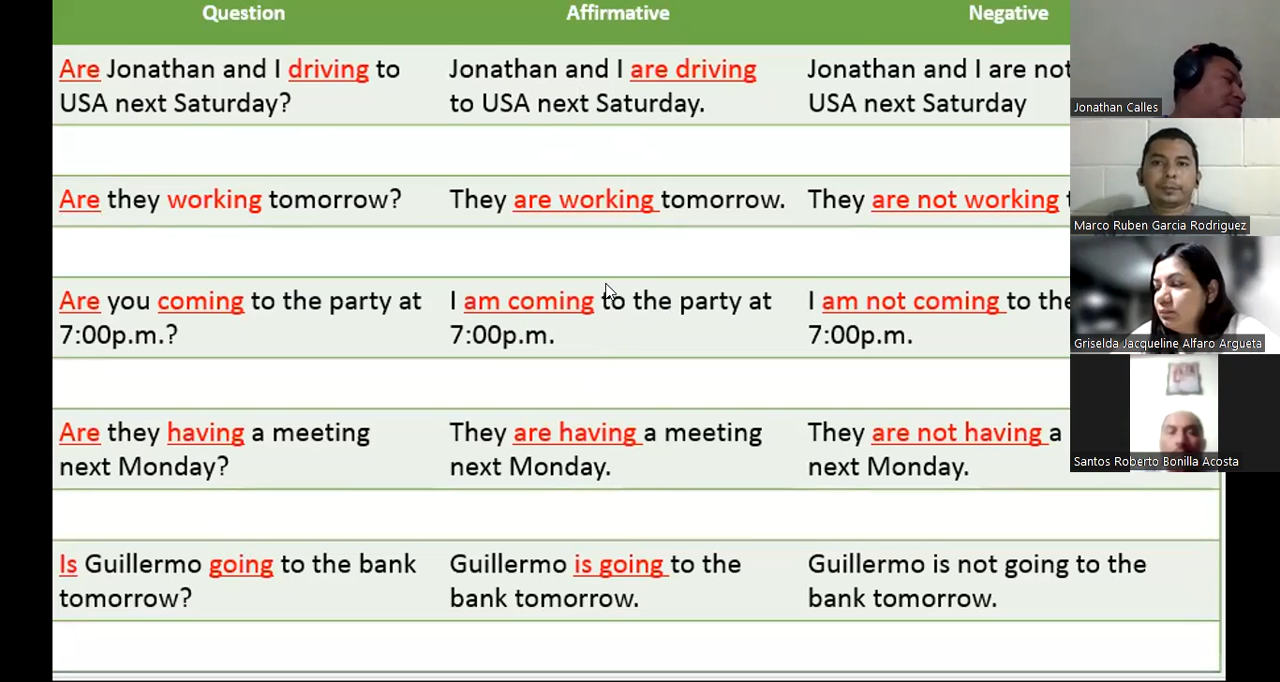 Question Affirmative Negative
Are Jonathan and I driving to
USA next Saturday?
Jonathan and I are driving
to USA next Saturday.
Jonathan and I are not
USA next Saturday
Are they working tomorrow?
They are working tomorrow.
They are not working
Are you coming to the party at
7:00p.m.?
I am coming to the party at
7:00p.m.
I am not coming to the
7:00p.m.
Are they having a meeting
next Monday?
They are having a meeting
next Monday.
They are not having a
next Monday.
Is Guillermo going to the bank
tomorrow?
Guillermo is going to the
bank tomorrow.
Guillermo is not going to the
bank tomorrow.
Jonathan Calles
Marco Ruben Garcia Rodriguez
Griselda Jacqueline Alfaro Argueta
Santos Roberto Bonilla Acosta